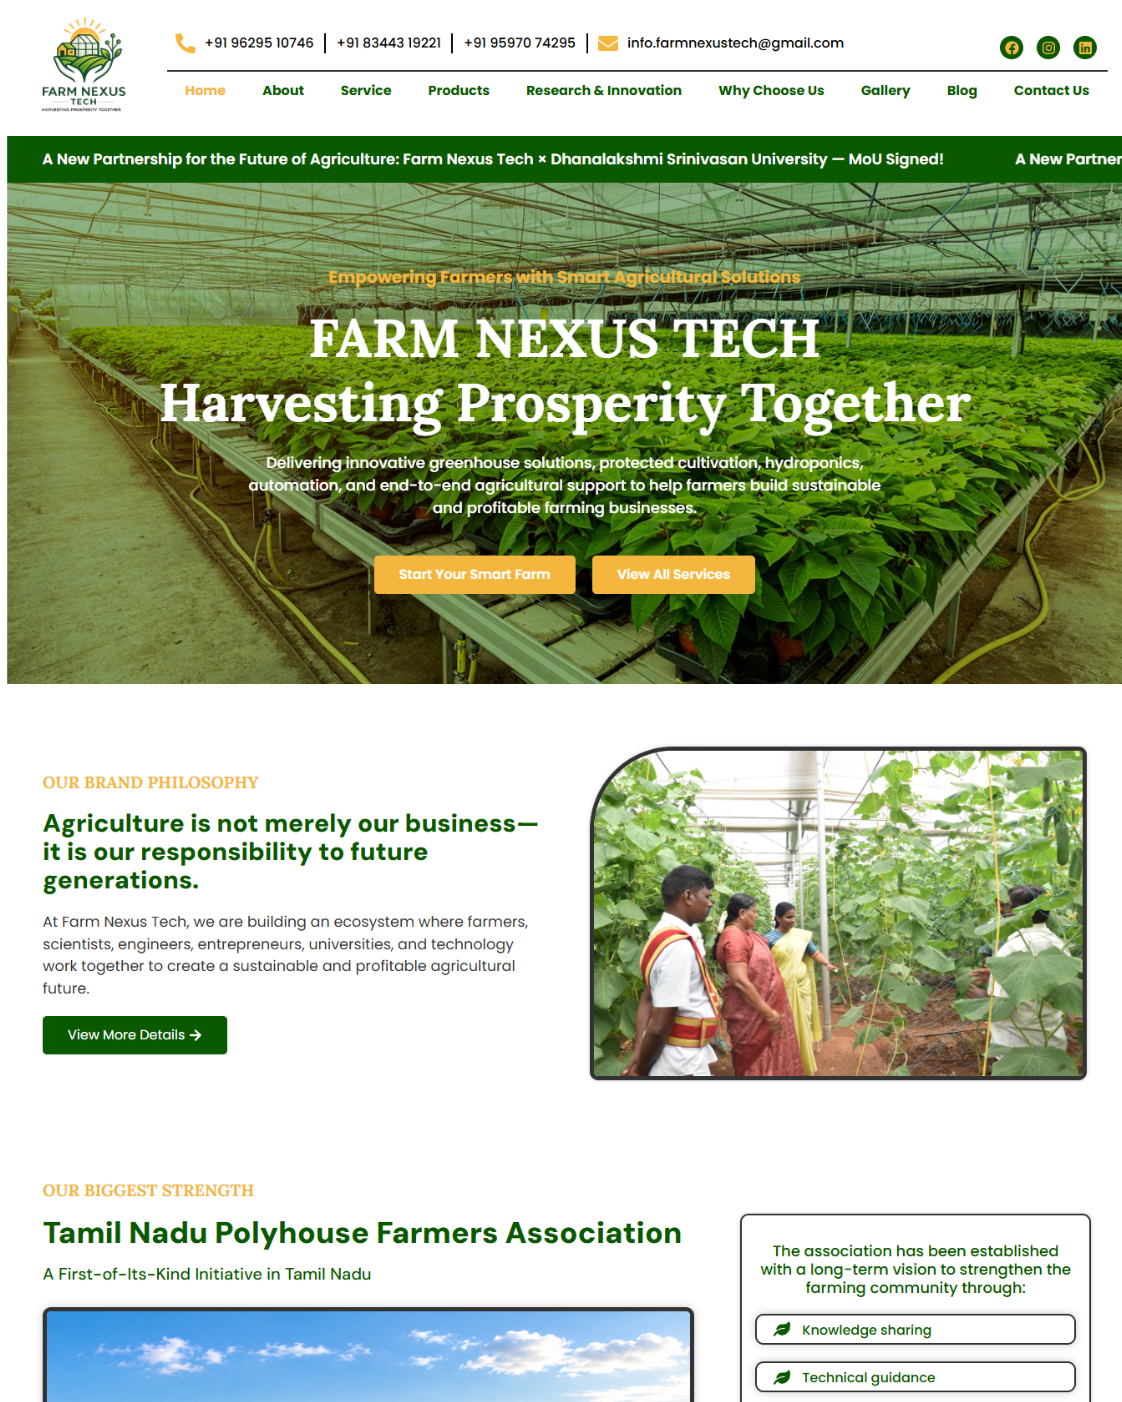 FARM NEXUS
TECH
HARVESTING PROSPERITY TOGETHER
+91 96295 10746
+91 83443 19221
+91 95970 74295
info.farmnexustech@gmail.com
Home
About
Service
Products
Research & Innovation
Why Choose Us
Gallery
Blog
Contact Us
A New Partnership for the Future of Agriculture: Farm Nexus Tech × Dhanalakshmi Srinivasan University — MoU Signed!
A New Partner
Empowering Farmers with Smart Agricultural Solutions
FARM NEXUS TECH
Harvesting Prosperity Together
Delivering innovative greenhouse solutions, protected cultivation, hydroponics,
automation, and end-to-end agricultural support to help farmers build sustainable
and profitable farming businesses.
Start Your Smart Farm
View All Services
OUR BRAND PHILOSOPHY
Agriculture is not merely our business—
it is our responsibility to future
generations.
At Farm Nexus Tech, we are building an ecosystem where farmers,
scientists, engineers, entrepreneurs, universities, and technology
work together to create a sustainable and profitable agricultural
future.
View More Details
OUR BIGGEST STRENGTH
Tamil Nadu Polyhouse Farmers Association
A First-of-Its-Kind Initiative in Tamil Nadu
The association has been established
with a long-term vision to strengthen the
farming community through:
Knowledge sharing
Technical guidance